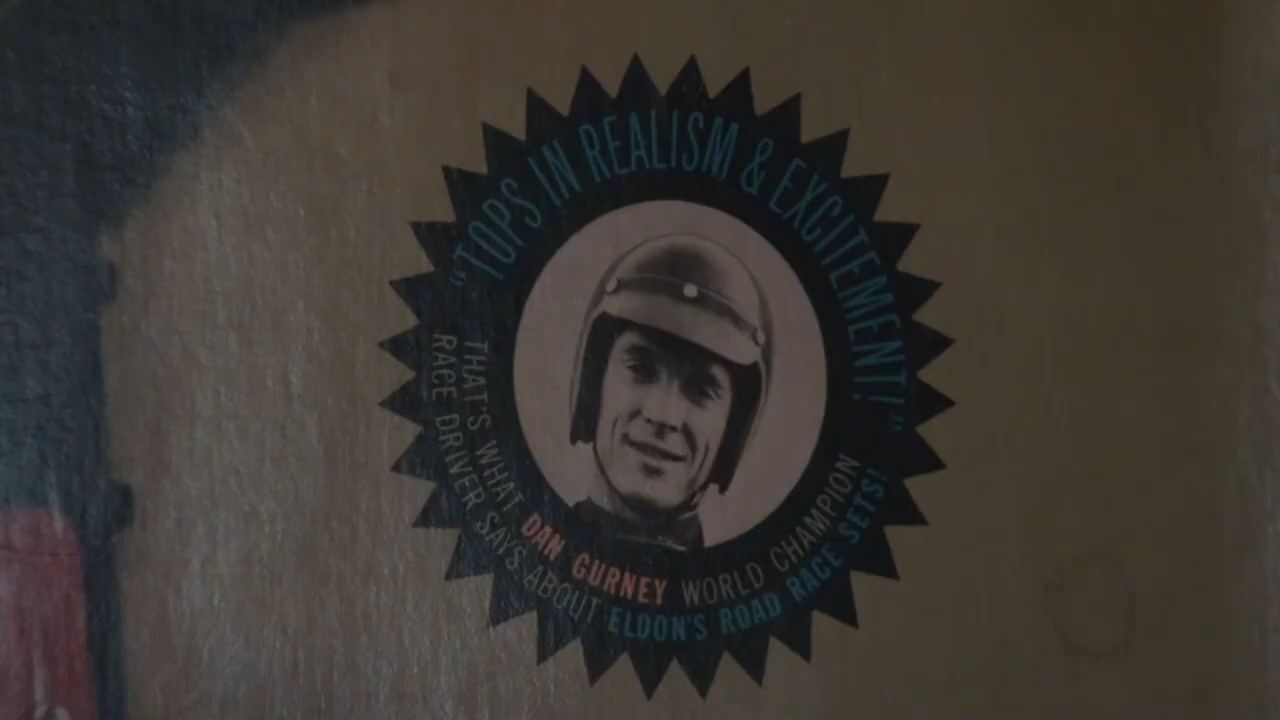 "TOPS IN REALISM & EXCITEMENT!"
THAT'S WHAT DAN GURNEY WORLD CHAMPION
RACE DRIVER SAYS ABOUT ELDON'S ROAD RACE SETS!